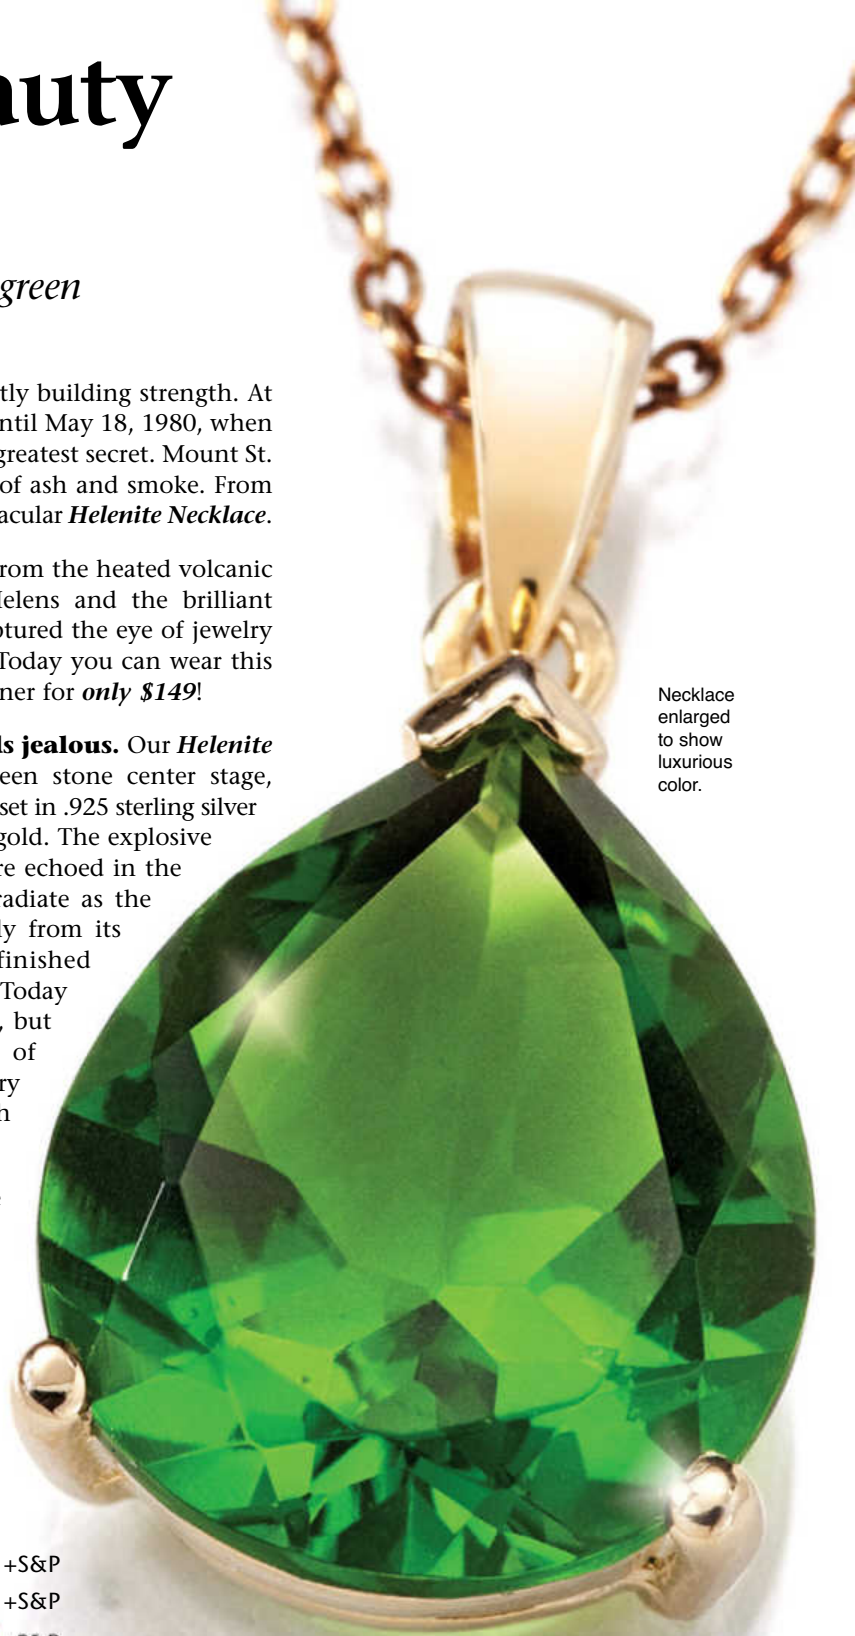 auty
green
tly building strength. At
ntil May 18, 1980, when
greatest secret. Mount St.
of ash and smoke. From
acular Helenite Necklace.
rom the heated volcanic
elens and the brilliant
ptured the eye of jewelry
Today you can wear this
ner for only $149!
ls jealous. Our Helenite
een stone center stage,
set in .925 sterling silver
gold. The explosive
re echoed in the
radiate as the
ly from its
finished
Today
, but
of
ry
h
Necklace
enlarged
to show
luxurious
color.
+S&P
+S&P